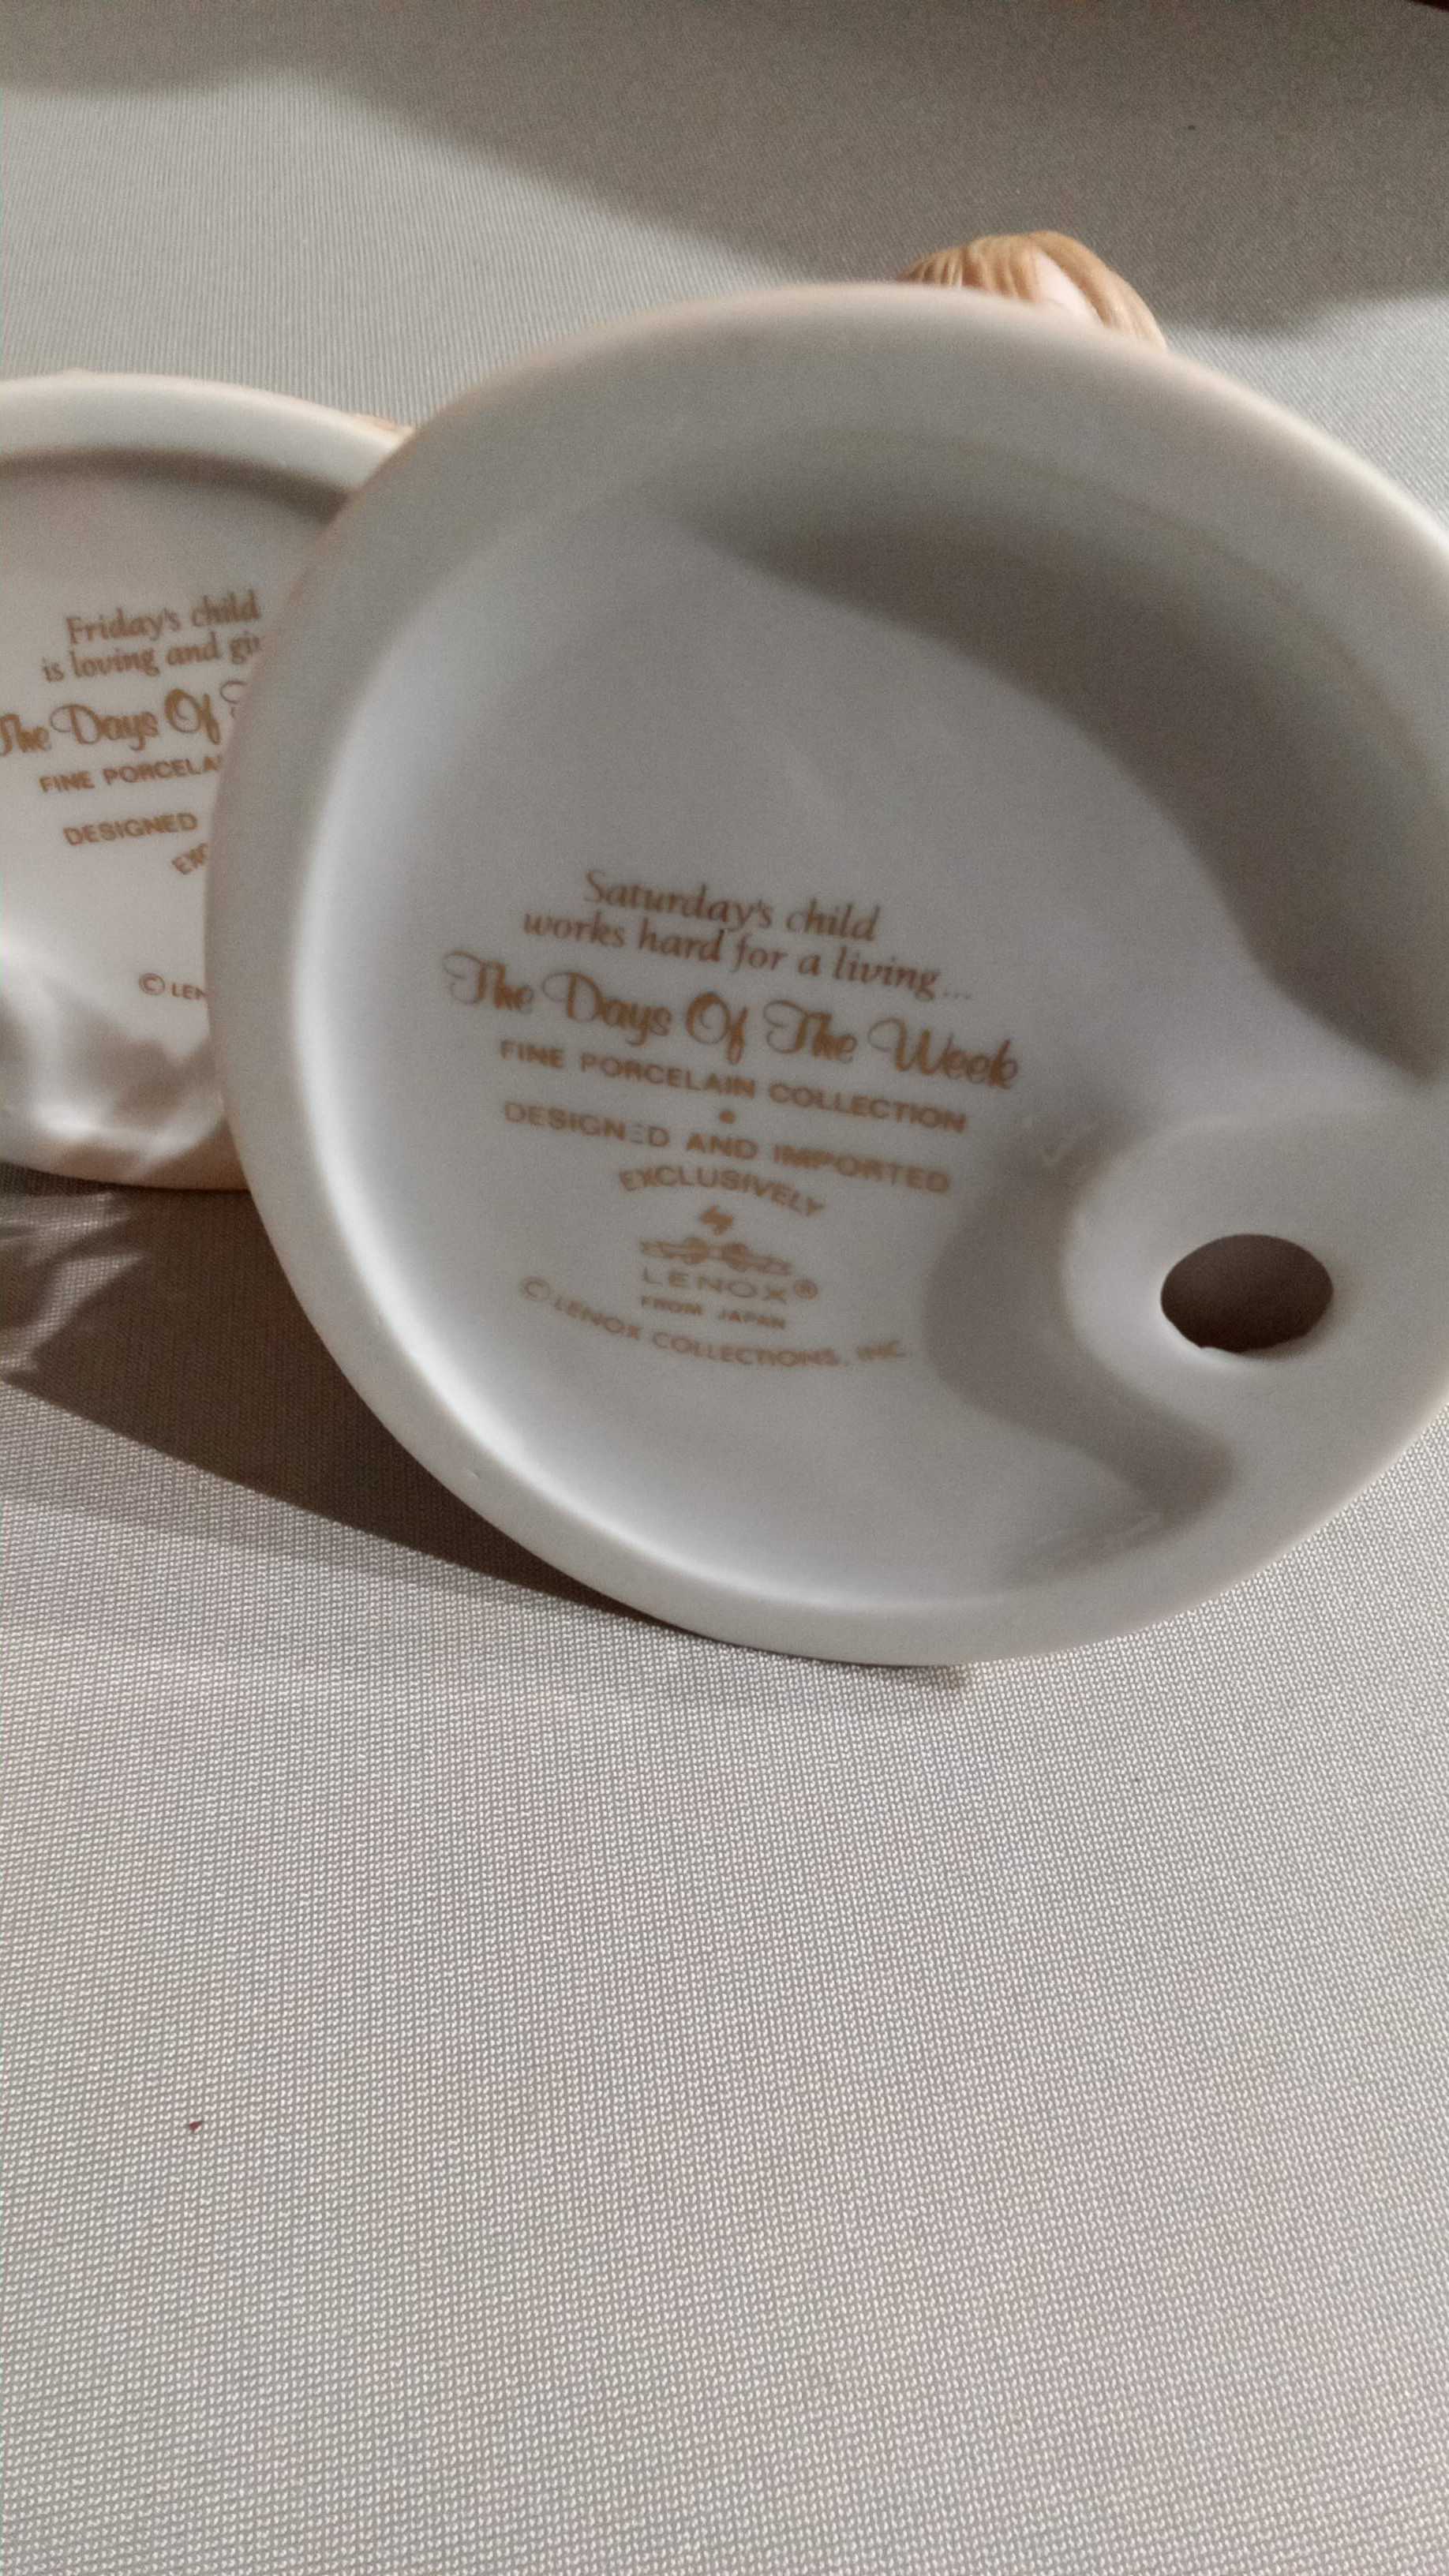 Friday's child
is loving and
The Days Of
FINE
DESIGNED
©
Saturday's child
works hard for a living...
The Days Of The Week
FINE PORCELAIN COLLECTION
•
DESIGNED AND IMPORTED
EXCLUSIVELY
by
LENOX®
FROM JAPAN
© LENOX COLLECTIONS, INC.